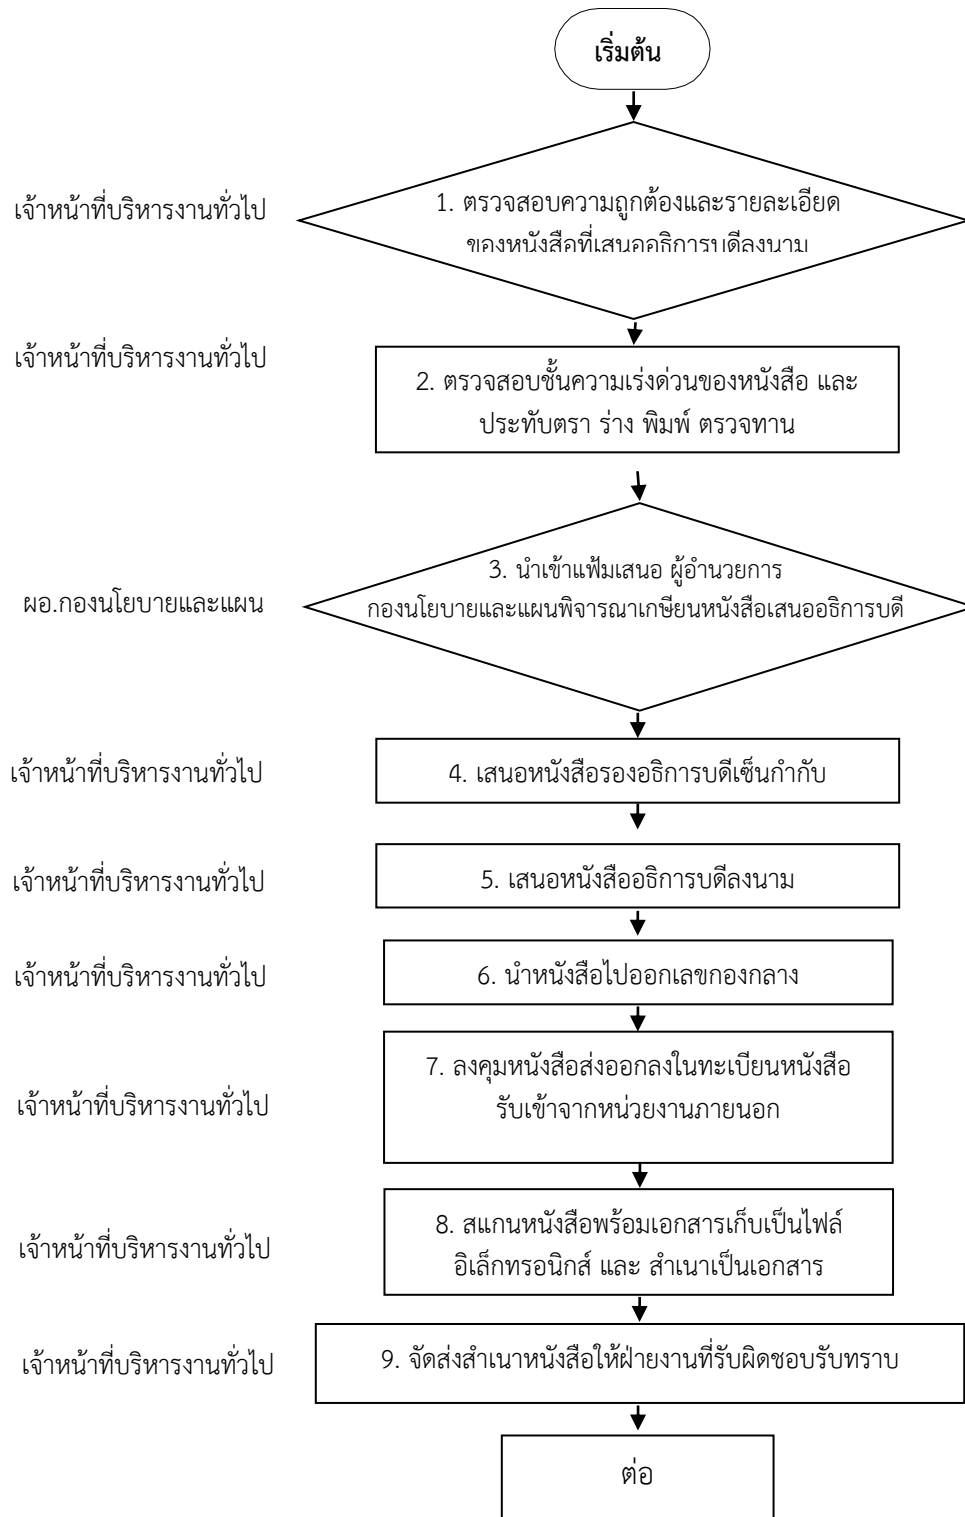 เริ่มต้น
เจ้าหน้าที่บริหารงานทั่วไป
1. ตรวจสอบความถูกต้องและรายละเอียด
ของหนังสือที่เสนออธิการบดีลงนาม
เจ้าหน้าที่บริหารงานทั่วไป
2. ตรวจสอบชั้นความเร่งด่วนของหนังสือ และ
ประทับตรา ร่าง พิมพ์ ตรวจทาน
ผอ.กองนโยบายและแผน
3. นำเข้าแฟ้มเสนอ ผู้อำนวยการ
กองนโยบายและแผนพิจารณาเกษียนหนังสือเสนออธิการบดี
เจ้าหน้าที่บริหารงานทั่วไป
4. เสนอหนังสือรองอธิการบดีเซ็นกำกับ
เจ้าหน้าที่บริหารงานทั่วไป
5. เสนอหนังสืออธิการบดีลงนาม
เจ้าหน้าที่บริหารงานทั่วไป
6. นำหนังสือไปออกเลขกองกลาง
เจ้าหน้าที่บริหารงานทั่วไป
7. ลงคุมหนังสือส่งออกลงในทะเบียนหนังสือ
รับเข้าจากหน่วยงานภายนอก
เจ้าหน้าที่บริหารงานทั่วไป
8. สแกนหนังสือพร้อมเอกสารเก็บเป็นไฟล์
อิเล็กทรอนิกส์ และ สำเนาเป็นเอกสาร
เจ้าหน้าที่บริหารงานทั่วไป
9. จัดส่งสำเนาหนังสือให้ฝ่ายงานที่รับผิดชอบรับทราบ
ต่อ